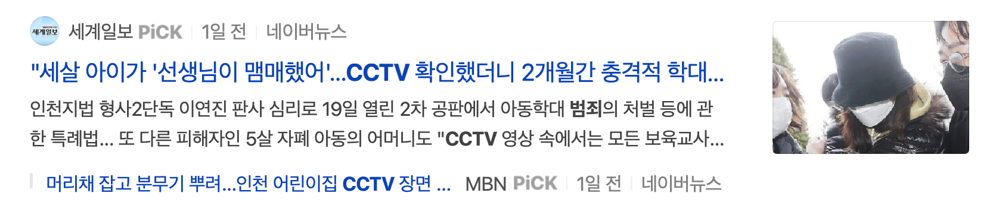 세계일보 세계일보 PiCK 1일 전 네이버뉴스
"세살 아이가 '선생님이 맴매했어'...CCTV 확인했더니 2개월간 충격적 학대...
인천지법 형사2단독 이연진 판사 심리로 19일 열린 2차 공판에서 아동학대 범죄의 처벌 등에 관
한 특례법... 또 다른 피해자인 5살 자폐 아동의 어머니도 "CCTV 영상 속에서는 모든 보육교사...
머리채 잡고 분무기 뿌려...인천 어린이집 CCTV 장면 ... MBN PiCK 1일 전 네이버뉴스